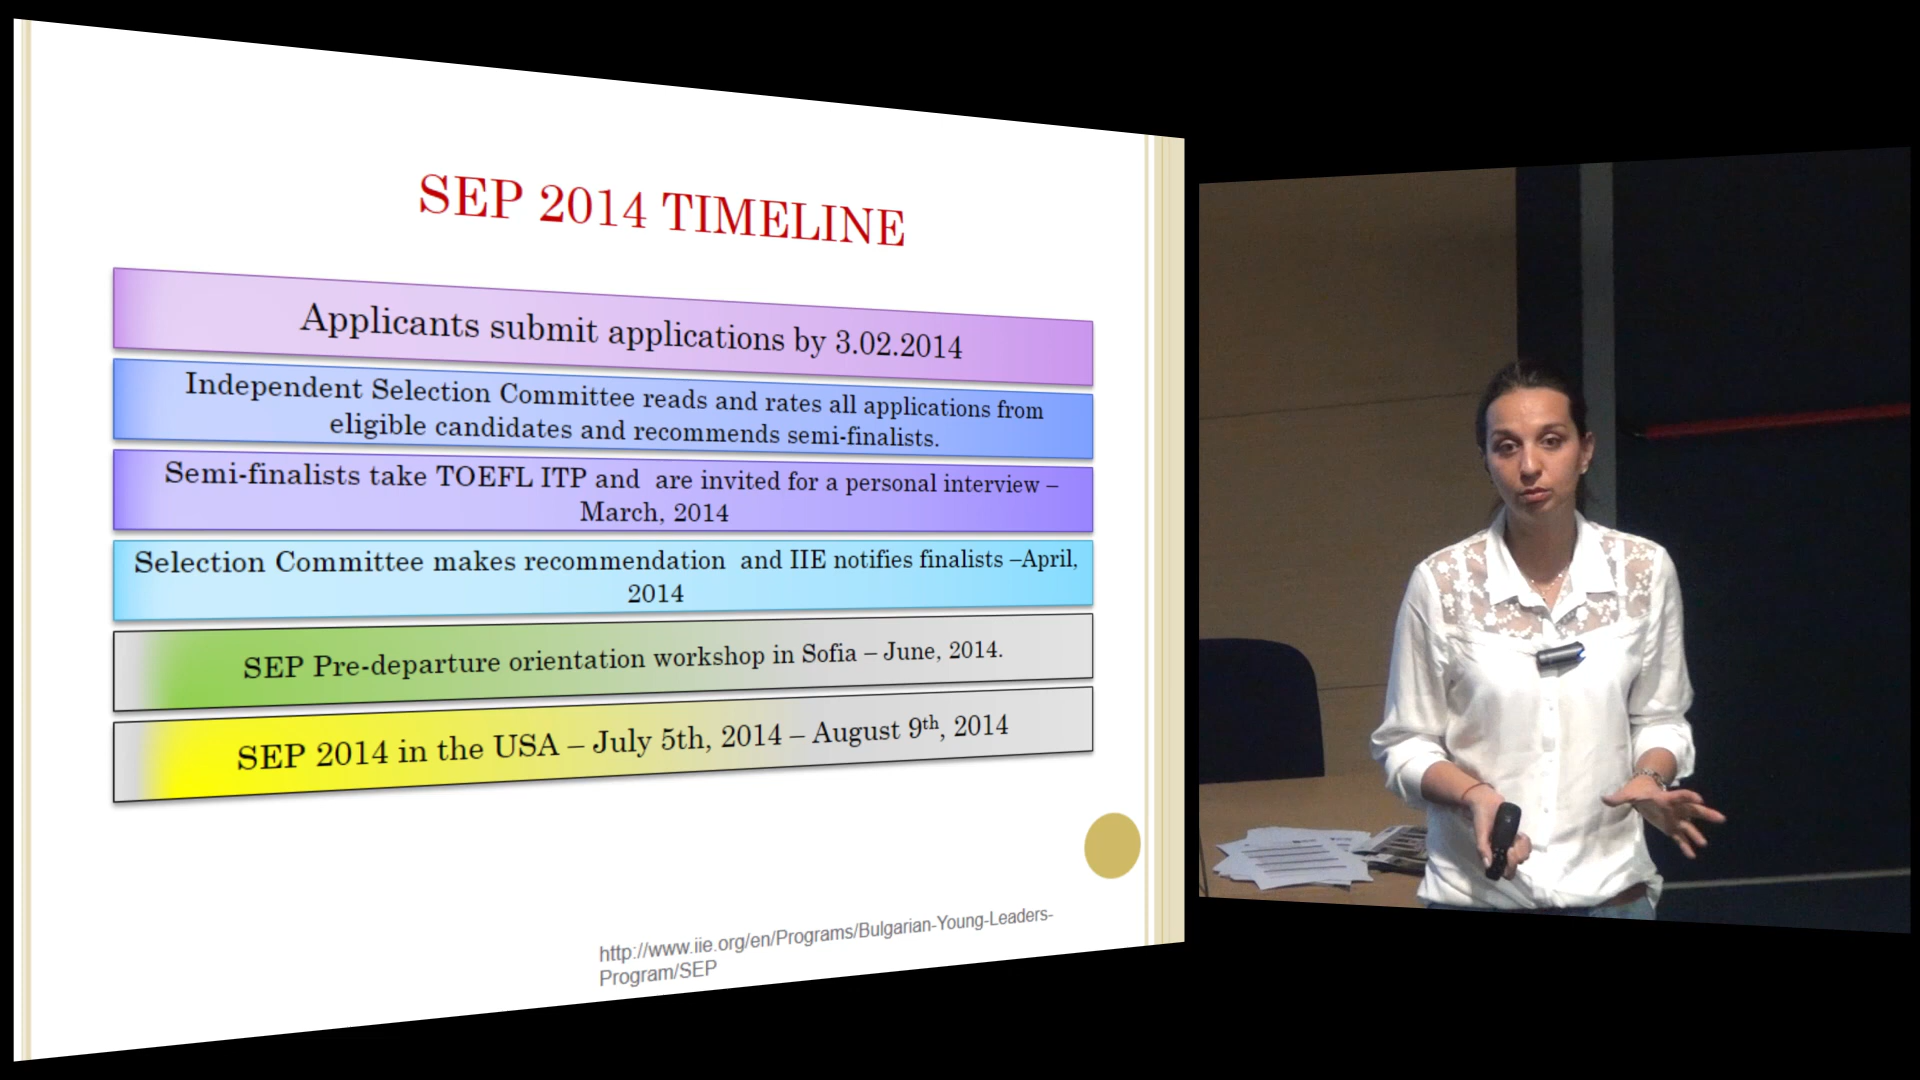 SEP 2014 TIMELINE
Applicants submit applications by 3.02.2014
Independent Selection Committee reads and rates all applications from
eligible candidates and recommends semi-finalists.
Semi-finalists take TOEFL ITP and  are invited for a personal interview –
March, 2014
Selection Committee makes recommendation  and IIE notifies finalists –April,
2014
SEP Pre-departure orientation workshop in Sofia – June, 2014.
SEP 2014 in the USA – July 5th, 2014 – August 9th, 2014
http://www.iie.org/en/Programs/Bulgarian-Young-Leaders-
Program/SEP